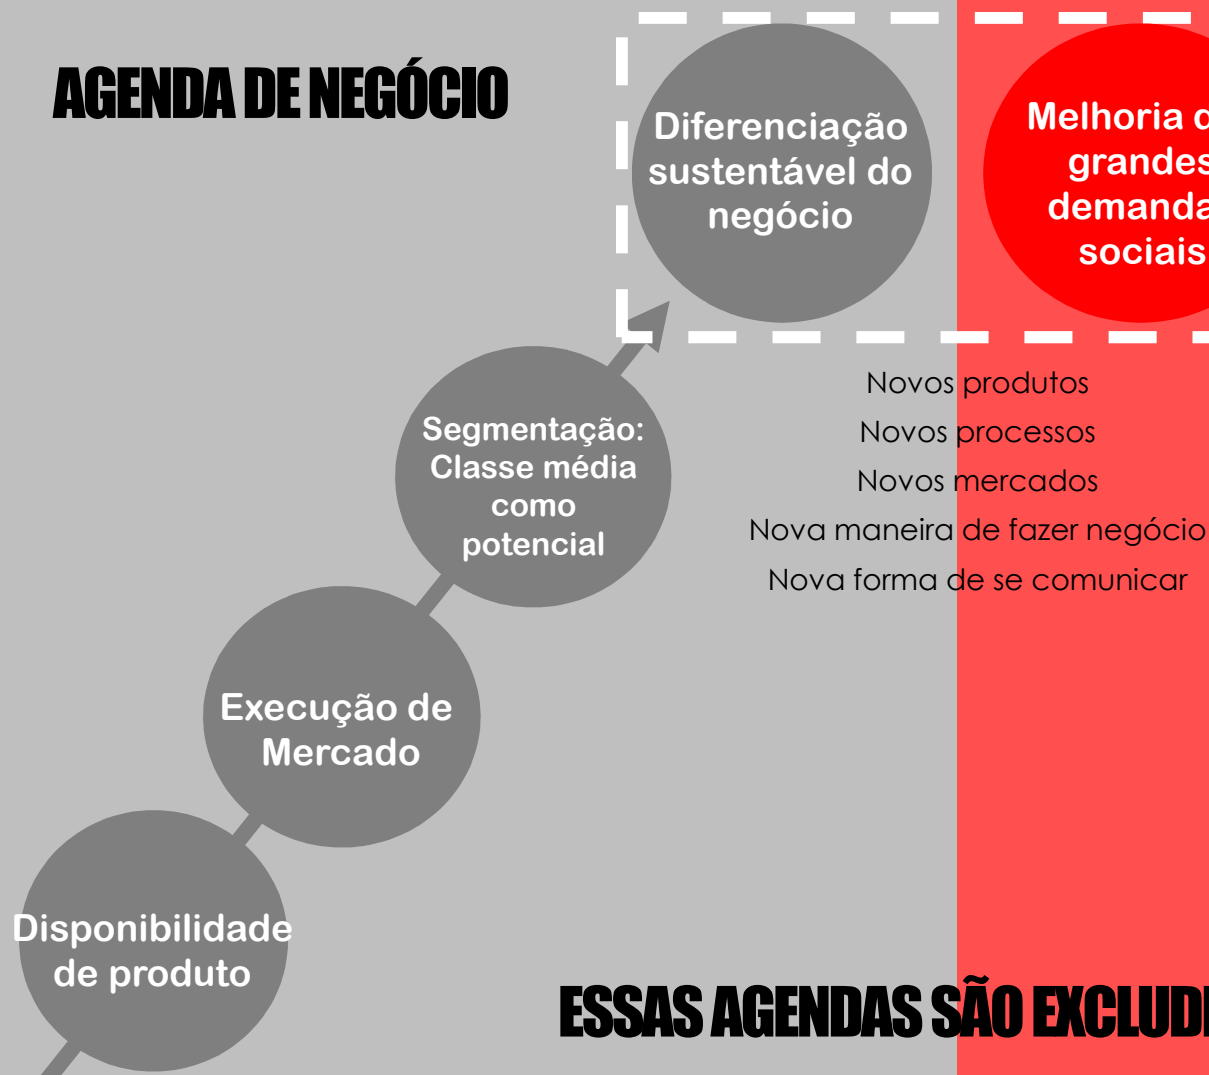 AGENDA DE NEGÓCIO
Diferenciação
sustentável do
negócio
Melhoria
grandes
sociais
Novos produtos
Novos processos
Novos mercados
Nova maneira de fazer negócio
Nova forma de se comunicar
Segmentação:
Classe média
como
potencial
Execução de
Mercado
Disponibilidade
de produto
ESSAS AGENDAS SÃO